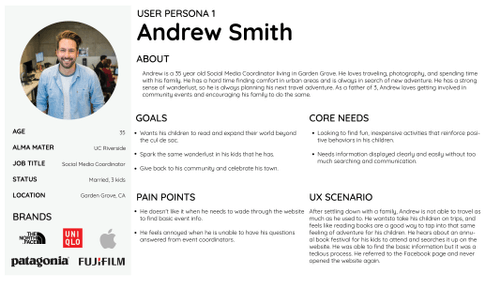 USER PERSONA 1
Andrew Smith
ABOUT
Andrew is a 35 year old Social Media Coordinator living in Garden Grove. He loves traveling, photography, and spending time
with his family. He has a hard time finding comfort in urban areas and is always in search of new adventure. He has a strong
sense of wanderlust, so he is always planning his next travel adventure. As a father of 3, Andrew loves getting involved in
community events and encouraging his family to do the same.
AGE 35
ALMA MATER UC Riverside
JOB TITLE Social Media Coordinator
STATUS Married, 3 kids
LOCATION Garden Grove, CA
BRANDS
THE NORTH FACE
UNI
QLO
patagonia
FUJIFILM
GOALS
• Wants his children to read and expand their world beyond
the cul de sac.
• Spark the same wanderlust in his kids that he has.
• Give back to his community and celebrate his town.
CORE NEEDS
• Looking to find fun, inexpensive activities that reinforce posi-
tive behaviors in his children.
• Needs information displayed clearly and easily without too
much searching and communication.
PAIN POINTS
• He doesn't like it when he needs to wade through the website
to find basic event info.
• He feels annoyed when he is unable to have his questions
answered from event coordinators.
UX SCENARIO
After settling down with a family, Andrew is not able to travel as
much as he used to. He wants to take his children on trips, and
feels like reading books are a good way to tap into that same
feeling of adventure for his children. He hears about an annu-
al book festival for his kids to attend and searches it up on the
website. He was able to find the basic information but it was a
tedious process. He referred to the Facebook page and never
opened the website again.